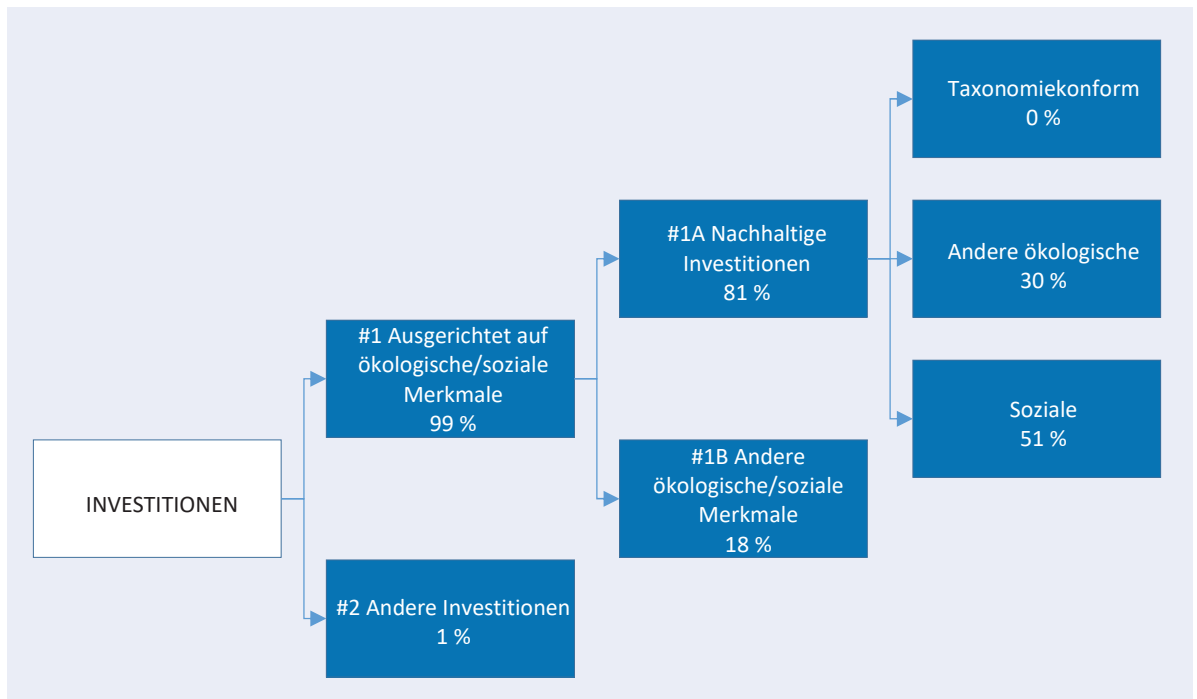 INVESTITIONEN
#1 Ausgerichtet auf
ökologische/soziale
Merkmale
99 %
#2 Andere Investitionen
1 %
#1A Nachhaltige
Investitionen
81 %
#1B Andere
ökologische/soziale
Merkmale
18 %
Taxonomiekonform
0 %
Andere ökologische
30 %
Soziale
51 %